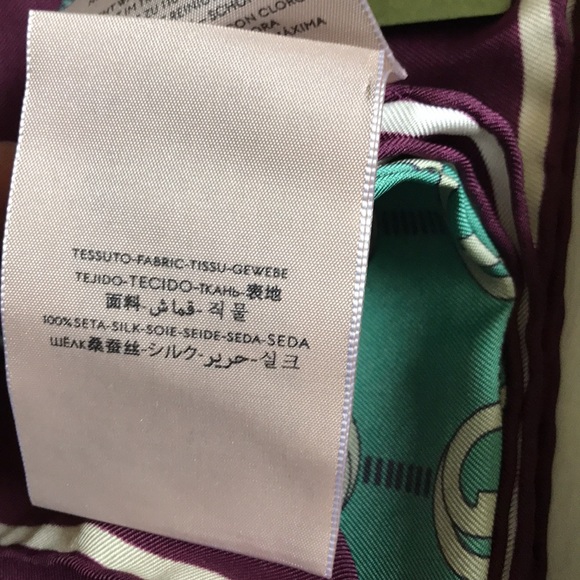 CHLOR
TESSUTO-FABRIC-TISSU-GEWEBE
TEJIDO-TECIDO-ТКАНЬ-表地
面料-قماش-직물
100%SETA-SILK-SOIE-SEIDE-SEDA-SEDA
ШЁЛК桑蚕丝-シルク-حرير-실크